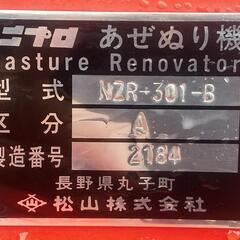 ニプロ あぜぬり機
asture Renovator
型 式 NZR-301-B
区 分 A
製造番号 2184
長野県丸子町
松山株式会社